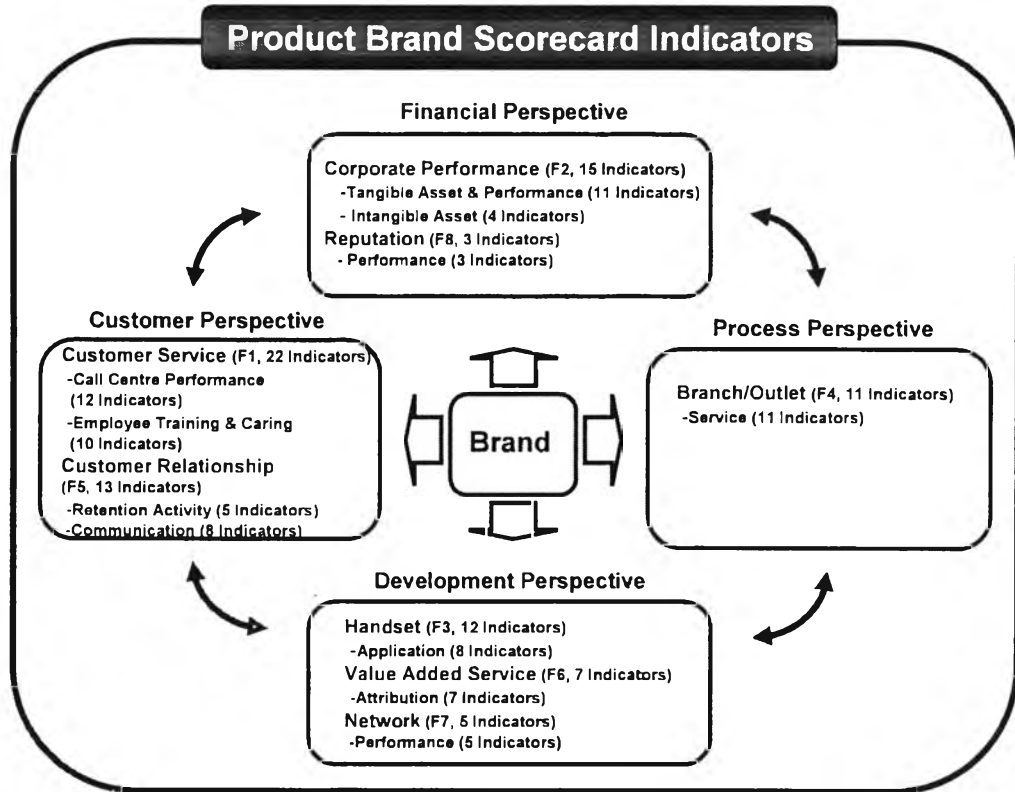 Product Brand Scorecard Indicators
Financial Perspective
Corporate Performance (F2, 15 Indicators)
-Tangible Asset & Performance (11 Indicators)
- Intangible Asset (4 Indicators)
Reputation (F8, 3 Indicators)
- Performance (3 Indicators)
Customer Perspective
Customer Service (F1, 22 Indicators)
-Call Centre Performance
(12 Indicators)
-Employee Training & Caring
(10 Indicators)
Customer Relationship
(F5, 13 Indicators)
-Retention Activity (5 Indicators)
-Communication (8 Indicators)
Brand
Process Perspective
Branch/Outlet (F4, 11 Indicators)
-Service (11 Indicators)
Development Perspective
Handset (F3, 12 Indicators)
-Application (8 Indicators)
Value Added Service (F6, 7 Indicators)
-Attribution (7 Indicators)
Network (F7, 5 Indicators)
-Performance (5 Indicators)